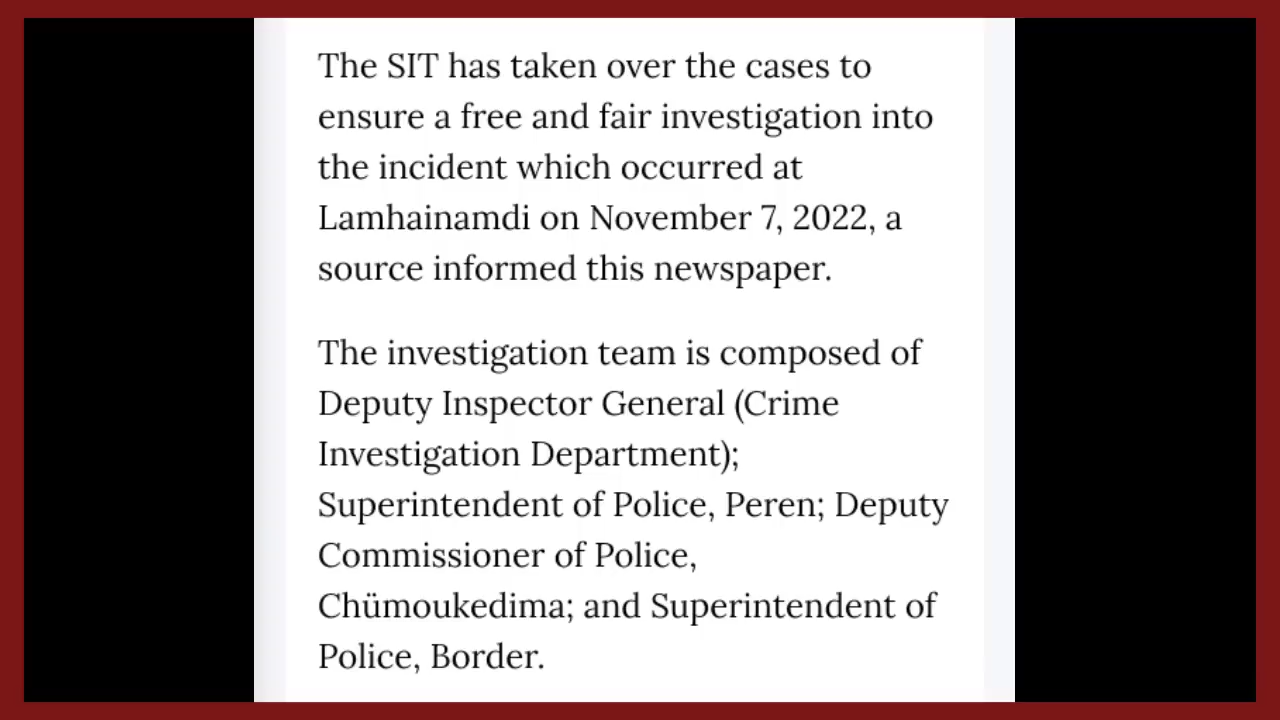 The SIT has taken over the cases to
ensure a free and fair investigation into
the incident which occurred at
Lamhainamdi on November 7, 2022, a
source informed this newspaper.
The investigation team is composed of
Deputy Inspector General (Crime
Investigation Department);
Superintendent of Police, Peren; Deputy
Commissioner of Police,
Chümoukedima; and Superintendent of
Police, Border.